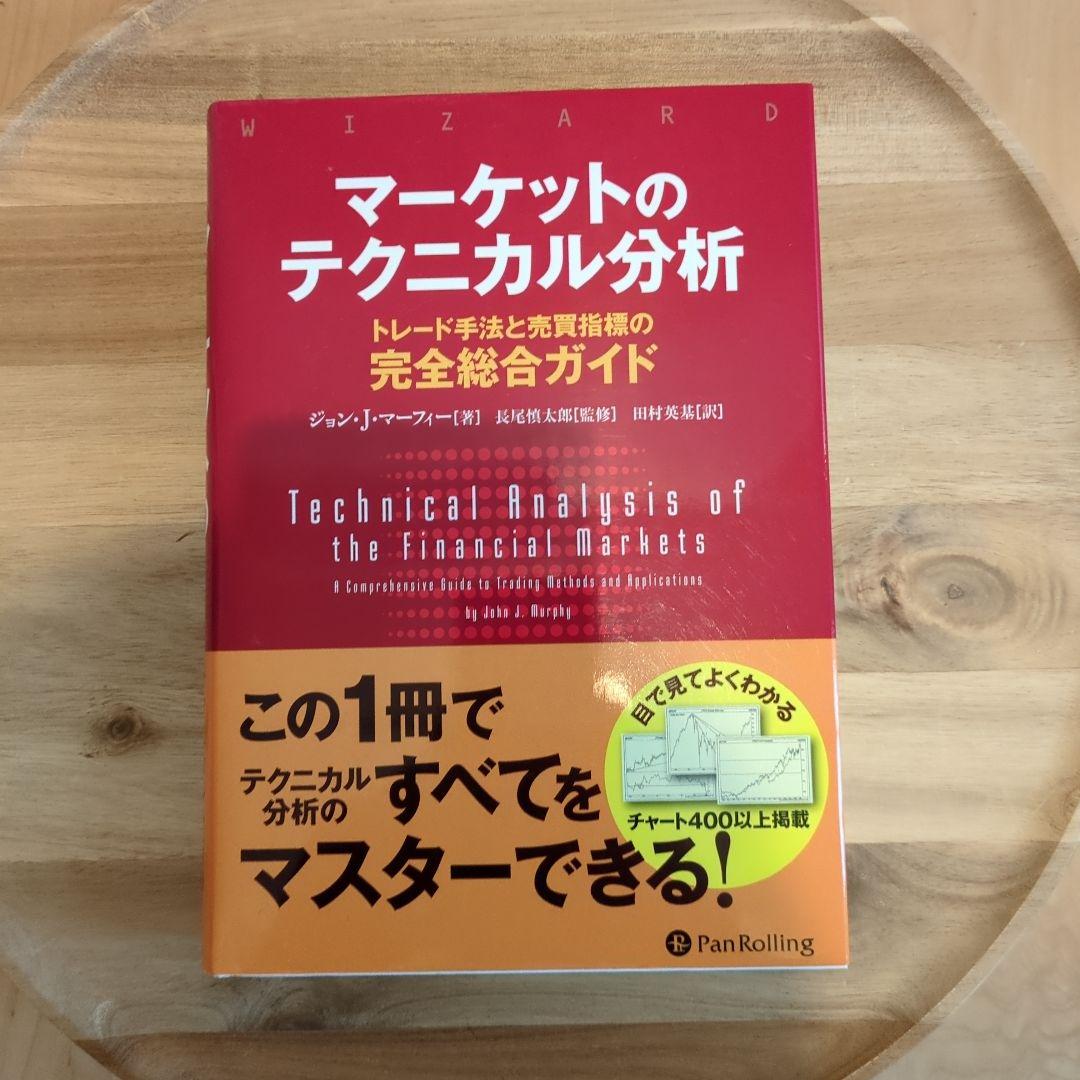 WIZARD
マーケットの
テクニカル分析
トレード手法と売買指標の
完全総合ガイド
ジョン・J・マーフィー[著] 長尾慎太郎[監修] 田村英基[訳]
Technical Analysis of
the Financial Markets
A Comprehensive Guide to Trading Methods and Applications
by John J. Murphy
この1冊で
テクニカル
分析の
すべてを
マスターできる!
目で見てよくわかる
チャート400以上掲載
PanRolling